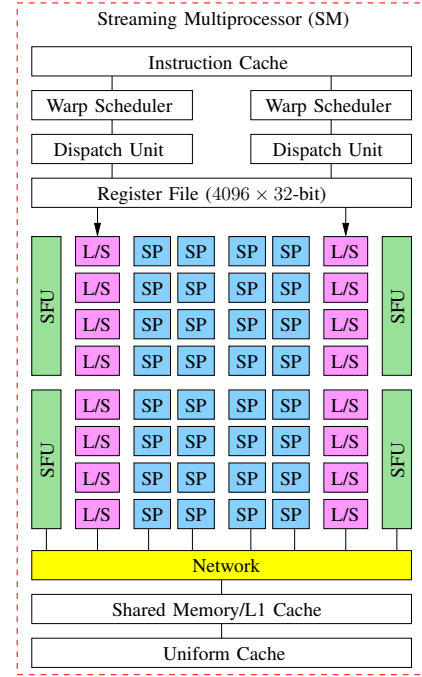 Streaming Multiprocessor (SM)
Instruction Cache
Warp Scheduler Warp Scheduler
Dispatch Unit Dispatch Unit
Register File (4096 × 32-bit)
SFU L/S SP SP SP SP L/S SFU
L/S SP SP SP SP L/S
L/S SP SP SP SP L/S
L/S SP SP SP SP L/S
SFU L/S SP SP SP SP L/S SFU
L/S SP SP SP SP L/S
L/S SP SP SP SP L/S
L/S SP SP SP SP L/S
Network
Shared Memory/L1 Cache
Uniform Cache